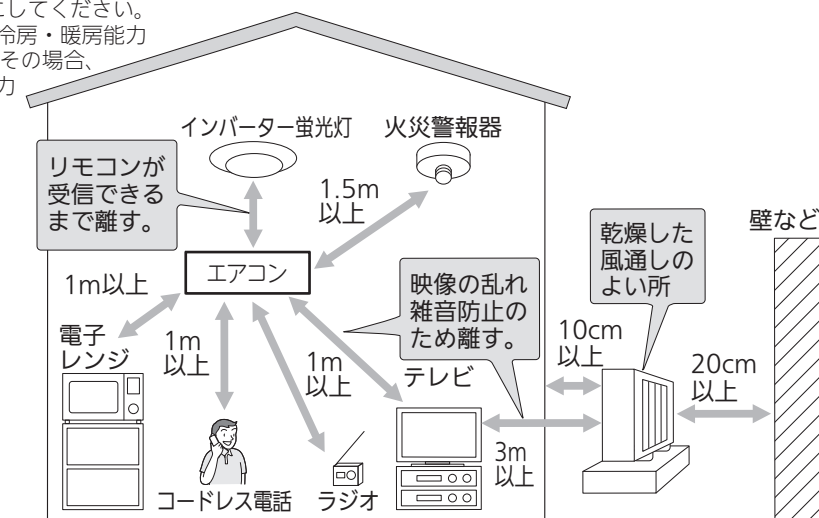 にしてください。
冷房・暖房能力
その場合、
力
インバーター蛍光灯
火災警報器
リモコンが
受信できる
まで離す。
1.5m
以上
エアコン
1m以上
電子
レンジ
1m
以上
1m
以上
映像の乱れ
雑音防止の
ため離す。
テレビ
コードレス電話
ラジオ
3m
以上
乾燥した
風通しの
よい所
10cm
以上
20cm
以上
壁など